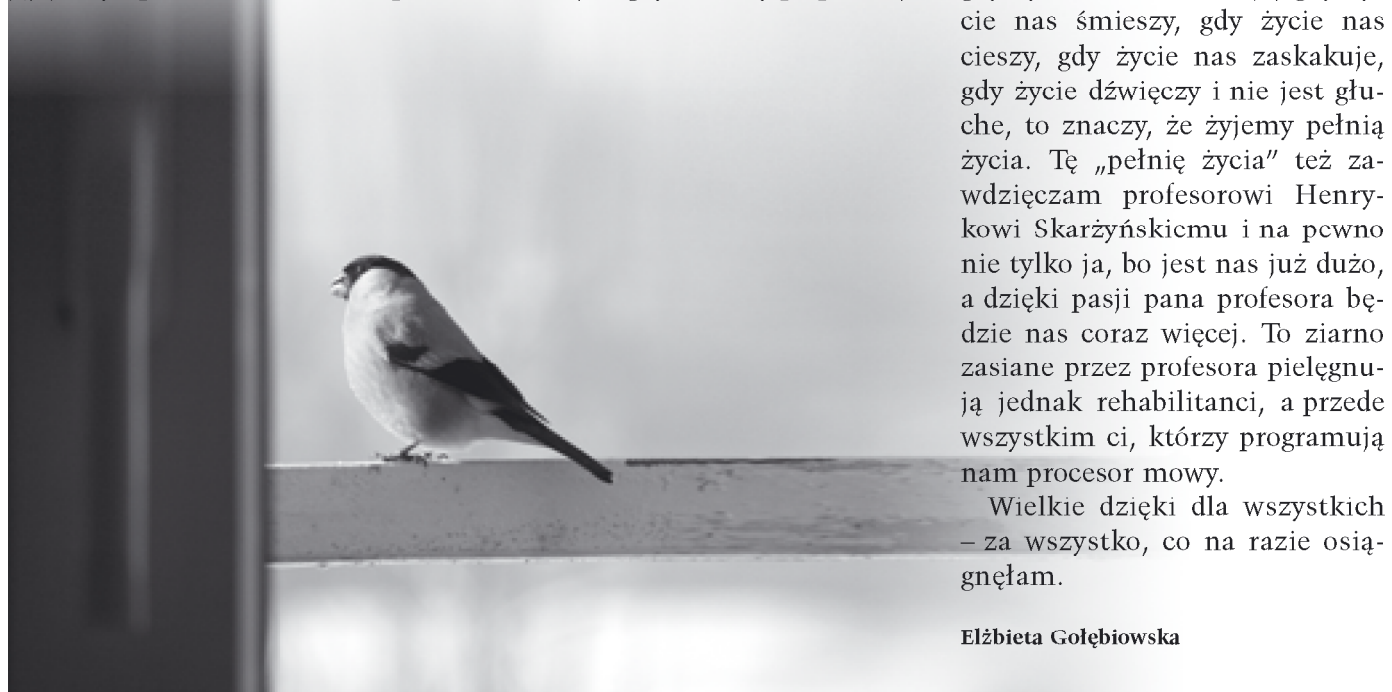 cie nas śmieszy, gdy życie nas
cieszy, gdy życie nas zaskakuje,
gdy życie dźwięczy i nie jest głu-
che, to znaczy, że żyjemy pełnią
życia. Tę „pełnię życia” też za-
wdzięczam profesorowi Henry-
kowi Skarżyńskiemu i na pewno
nie tylko ja, bo jest nas już dużo,
a dzięki pasji pana profesora bę-
dzie nas coraz więcej. To ziarno
zasiane przez profesora pielęgnu-
ją jednak rehabilitanci, a przede
wszystkim ci, którzy programują
nam procesor mowy.
Wielkie dzięki dla wszystkich
– za wszystko, co na razie osią-
gnęłam.
Elżbieta Gołębiowska